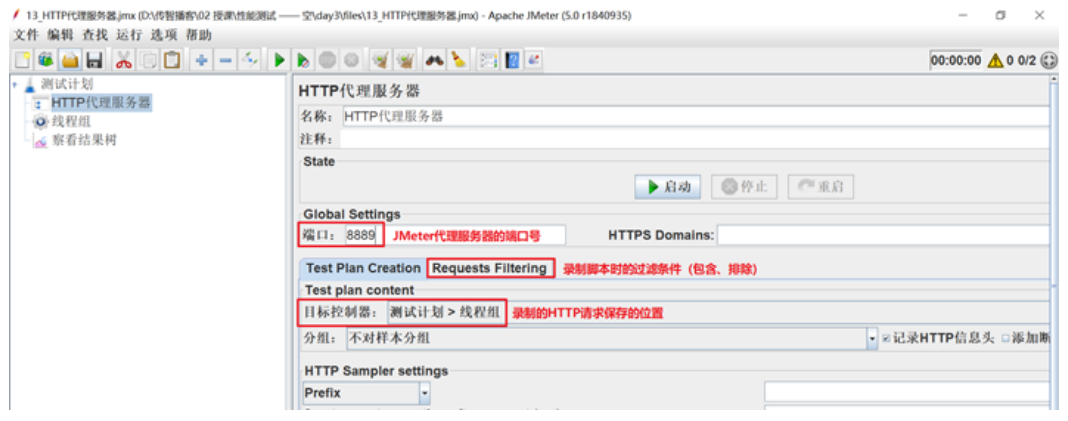 13_HTTP代理服务器.jmx (D:\传智播客\02 授课\性能测试 —— 空\day3\files\13_HTTP代理服务器.jmx) - Apache JMeter (5.0 r1840935)
文件 编辑 查找 运行 选项 帮助
00:00:00 0 0/2
测试计划
HTTP代理服务器
线程组
察看结果树
HTTP代理服务器
名称： HTTP代理服务器
注释：
State
启动 停止 重启
Global Settings
端口： 8889 JMeter代理服务器的端口号 HTTPS Domains:
Test Plan Creation Requests Filtering 录制脚本时的过滤条件（包含、排除）
Test plan content
目标控制器： 测试计划 > 线程组 录制的HTTP请求保存的位置
分组： 不对样本分组 记录HTTP信息头 添加断
HTTP Sampler settings
Prefix